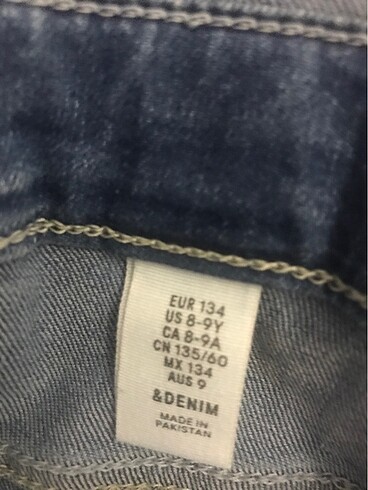 EUR 134
US 8-9Y
CA 8-9A
CN 135/60
MX 134
AUS 9
&DENIM
MADE IN
PAKISTAN